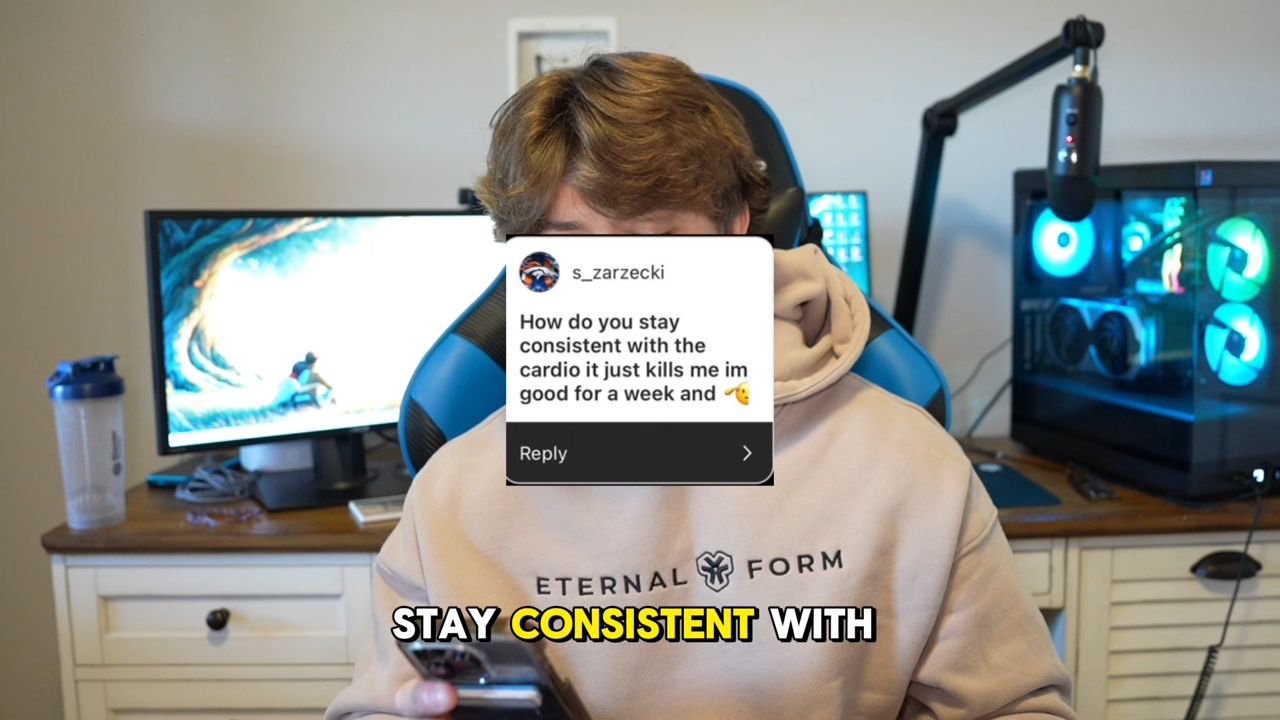 s_zarzecki
How do you stay
consistent with the
cardio it just kills me im
good for a week and 🫡
Reply
ETERNAL FORM
STAY CONSISTENT WITH